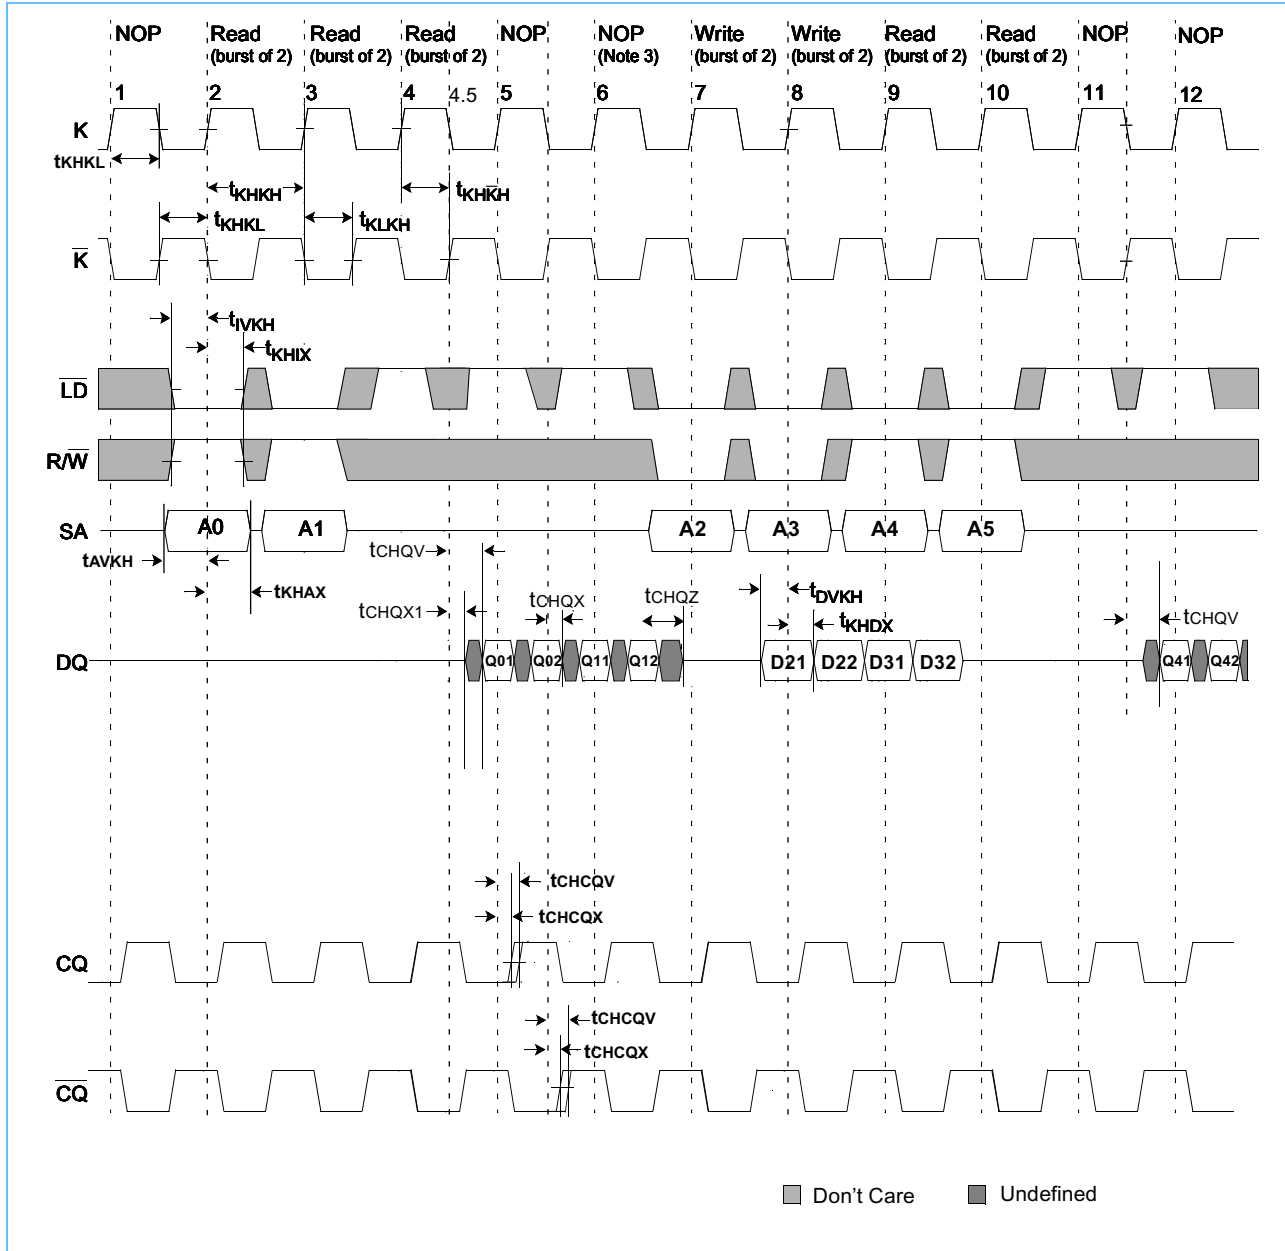 NOP Read Read Read NOP NOP Write Write Read Read NOP NOP
(burst of 2) (burst of 2) (burst of 2) (Note 3) (burst of 2) (burst of 2) (burst of 2) (burst of 2)
1 2 3 4 4.5 5 6 7 8 9 10 11 12
K
tKHKL
tKHKH tKHK̅H
tKHKL tKLKH
K̅
tIVKH
tKHIX
L̅D̅
R/W̅
SA A0 A1 A2 A3 A4 A5
tCHQV
tAVKH
tKHAX tCHQX1 tCHQX tCHQZ tDVKH
tKHDX tCHQV
DQ Q01 Q02 Q11 Q12 D21 D22 D31 D32 Q41 Q42
tCHCQV
tCHCQX
CQ
tCHCQV
tCHCQX
C̅Q̅
Don't Care Undefined